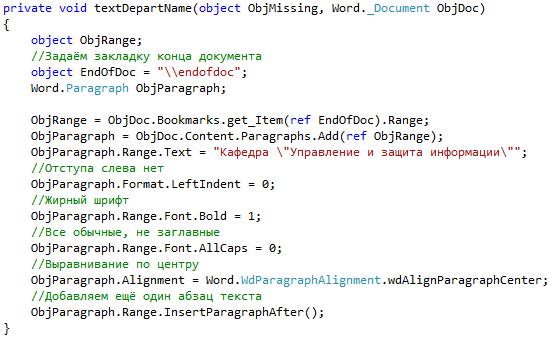 private void textDepartName(object ObjMissing, Word._Document ObjDoc)
{
    object ObjRange;
    //Задаём закладку конца документа
    object EndOfDoc = "\\endofdoc";
    Word.Paragraph ObjParagraph;

    ObjRange = ObjDoc.Bookmarks.get_Item(ref EndOfDoc).Range;
    ObjParagraph = ObjDoc.Content.Paragraphs.Add(ref ObjRange);
    ObjParagraph.Range.Text = "Кафедра \"Управление и защита информации\"";
    //Отступа слева нет
    ObjParagraph.Format.LeftIndent = 0;
    //Жирный шрифт
    ObjParagraph.Range.Font.Bold = 1;
    //Все обычные, не заглавные
    ObjParagraph.Range.Font.AllCaps = 0;
    //Выравнивание по центру
    ObjParagraph.Alignment = Word.WdParagraphAlignment.wdAlignParagraphCenter;
    //Добавляем ещё один абзац текста
    ObjParagraph.Range.InsertParagraphAfter();
}